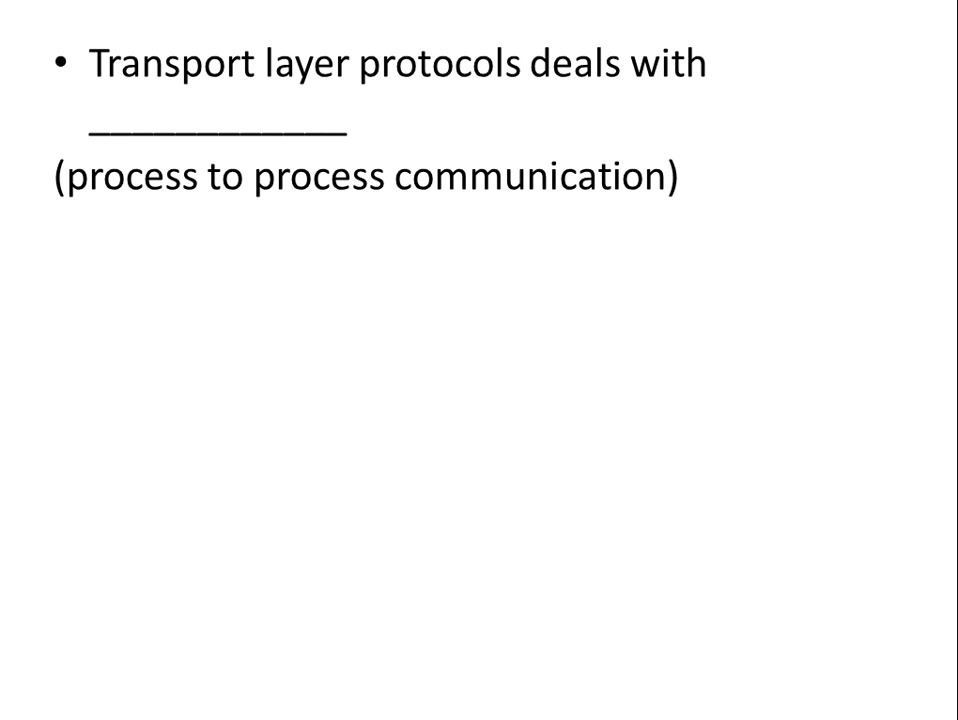 • Transport layer protocols deals with
____________
(process to process communication)